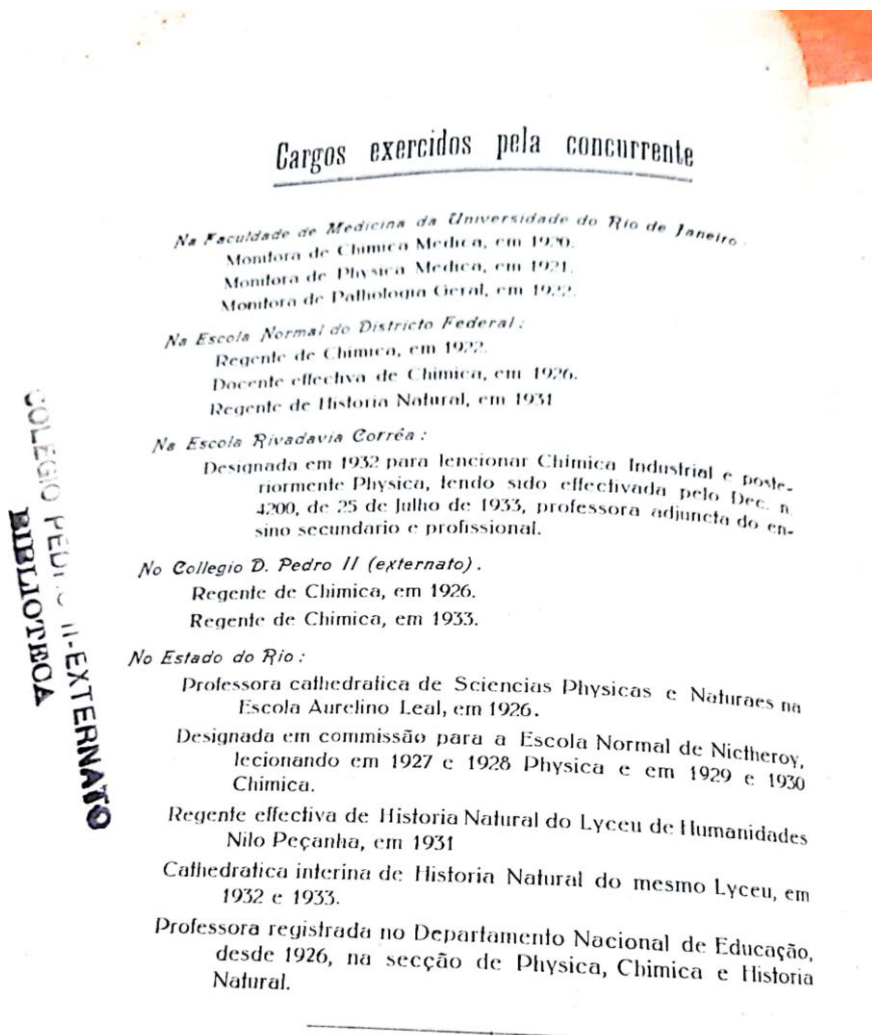 Cargos exercidos pela concurrente
Na Faculdade de Medicina da Universidade do Rio de Janeiro.
Monitora de Chimica Medica, em 1920.
Monitora de Physica Medica, em 1921.
Monitora de Pathologia Geral, em 1922.
Na Escola Normal do Districto Federal:
Regente de Chimica, em 1922.
Docente effectiva de Chimica, em 1926.
Regente de Historia Natural, em 1931
Na Escola Rivadavia Corrêa:
Designada em 1932 para lencionar Chimica Industrial e poste-
riormente Physica, tendo sido effectivada pelo Dec. n.
4200, de 25 de Julho de 1933, professora adjuncta do en-
sino secundario e profissional.
No Collegio D. Pedro II (externato).
Regente de Chimica, em 1926.
Regente de Chimica, em 1933.
No Estado do Rio:
Professora cathedratica de Sciencias Physicas e Naturaes na
Escola Aurelino Leal, em 1926.
Designada em commissão para a Escola Normal de Nictheroy,
lecionando em 1927 e 1928 Physica e em 1929 e 1930
Chimica.
Regente effectiva de Historia Natural do Lyceu de Humanidades
Nilo Peçanha, em 1931
Cathedratica interina de Historia Natural do mesmo Lyceu, em
1932 e 1933.
Professora registrada no Departamento Nacional de Educação,
desde 1926, na secção de Physica, Chimica e Historia
Natural.
COLEGIO PEDRO II-EXTERNATO
BIBLIOTECA